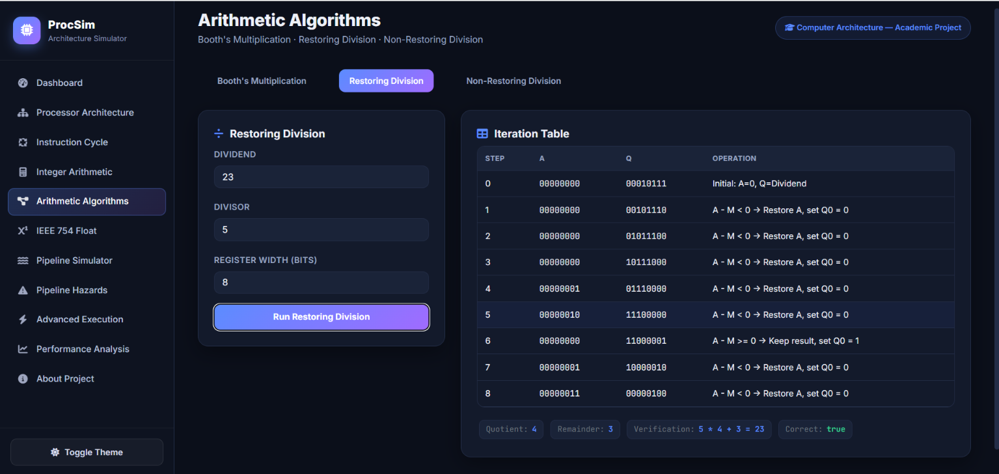 ProcSim
Architecture Simulator
Dashboard
Processor Architecture
Instruction Cycle
Integer Arithmetic
Arithmetic Algorithms
X¹ IEEE 754 Float
Pipeline Simulator
Pipeline Hazards
Advanced Execution
Performance Analysis
About Project
Toggle Theme
Arithmetic Algorithms
Booth's Multiplication · Restoring Division · Non-Restoring Division
Computer Architecture — Academic Project
Booth's Multiplication Restoring Division Non-Restoring Division
Restoring Division
DIVIDEND
23
DIVISOR
5
REGISTER WIDTH (BITS)
8
Run Restoring Division
Iteration Table
STEP A Q OPERATION
0 00000000 00010111 Initial: A=0, Q=Dividend
1 00000000 00101110 A - M < 0 → Restore A, set Q0 = 0
2 00000000 01011100 A - M < 0 → Restore A, set Q0 = 0
3 00000000 10111000 A - M < 0 → Restore A, set Q0 = 0
4 00000001 01110000 A - M < 0 → Restore A, set Q0 = 0
5 00000010 11100000 A - M < 0 → Restore A, set Q0 = 0
6 00000000 11000001 A - M >= 0 → Keep result, set Q0 = 1
7 00000001 10000010 A - M < 0 → Restore A, set Q0 = 0
8 00000011 00000100 A - M < 0 → Restore A, set Q0 = 0
Quotient: 4 Remainder: 3 Verification: 5 * 4 + 3 = 23 Correct: true